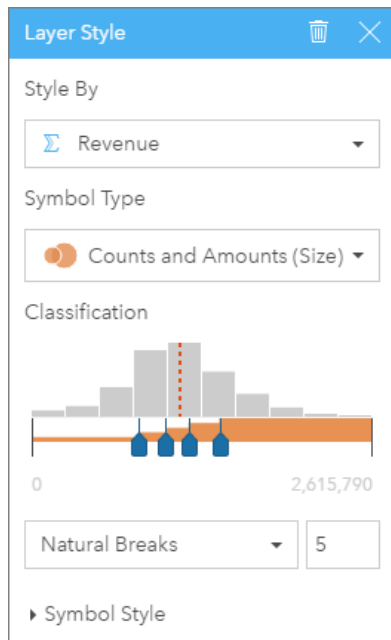 Layer Style
Style By
Revenue
Symbol Type
Counts and Amounts (Size)
Classification
0 2,615,790
Natural Breaks 5
Symbol Style